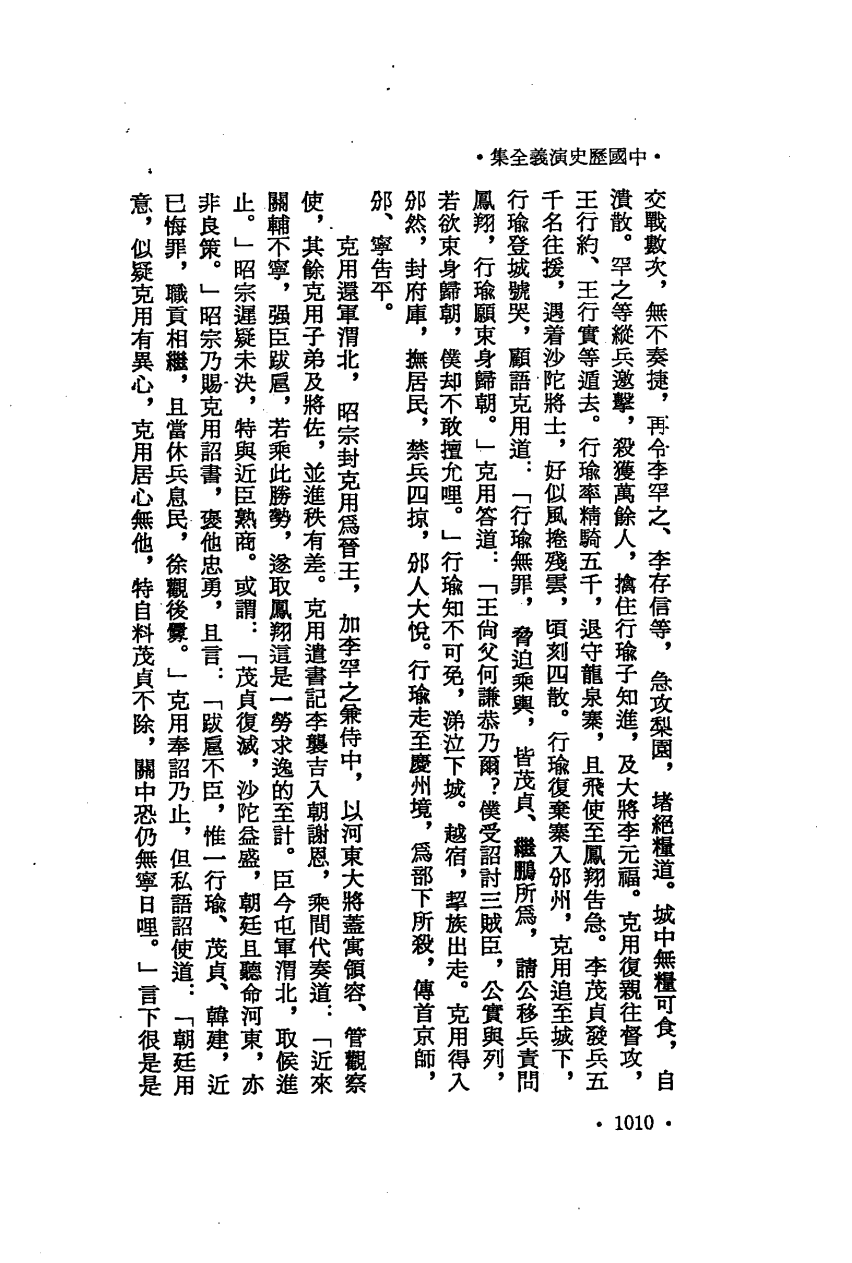 •中國歷史演義全集•
交戰數次，無不奏捷，再令李罕之、李存信等，急攻梨園，堵絕糧道。城中無糧可食，自
潰散。罕之等縱兵邀擊，殺獲萬餘人，擒住行瑜子知進，及大將李元福。克用復親往督攻，
王行約、王行實等遁去。行瑜率精騎五千，退守龍泉寨，且飛使至鳳翔告急。李茂貞發兵五
千名往援，遇着沙陀將士，好似風捲殘雲，頃刻四散。行瑜復棄寨入邠州，克用追至城下，
行瑜登城號哭，顧語克用道：「行瑜無罪，脅迫乘輿，皆茂貞、繼鵬所爲，請公移兵責問
鳳翔，行瑜願束身歸朝。」克用答道：「王尙父何謙恭乃爾？僕受詔討三賊臣，公實與列，
若欲束身歸朝，僕却不敢擅允哩。」行瑜知不可免，涕泣下城。越宿，挈族出走。克用得入
邠然，封府庫，撫居民，禁兵四掠，邠人大悅。行瑜走至慶州境，爲部下所殺，傳首京師，
邠、寧告平。
克用還軍渭北，昭宗封克用爲晉王，加李罕之兼侍中，以河東大將蓋寓領容、管觀察
使，其餘克用子弟及將佐，並進秩有差。克用遣書記李襲吉入朝謝恩，乘間代奏道：「近來
關輔不寧，强臣跋扈，若乘此勝勢，遂取鳳翔這是一勞求逸的至計。臣今屯軍渭北，取候進
止。」昭宗遲疑未決，特與近臣熟商。或謂：「茂貞復滅，沙陀益盛，朝廷且聽命河東，亦
非良策。」昭宗乃賜克用詔書，褒他忠勇，且言：「跋扈不臣，惟一行瑜、茂貞、韓建，近
已悔罪，職貢相繼，且當休兵息民，徐觀後釁。」克用奉詔乃止，但私語詔使道：「朝廷用
意，似疑克用有異心，克用居心無他，特自料茂貞不除，關中恐仍無寧日哩。」言下很是是
•1010•